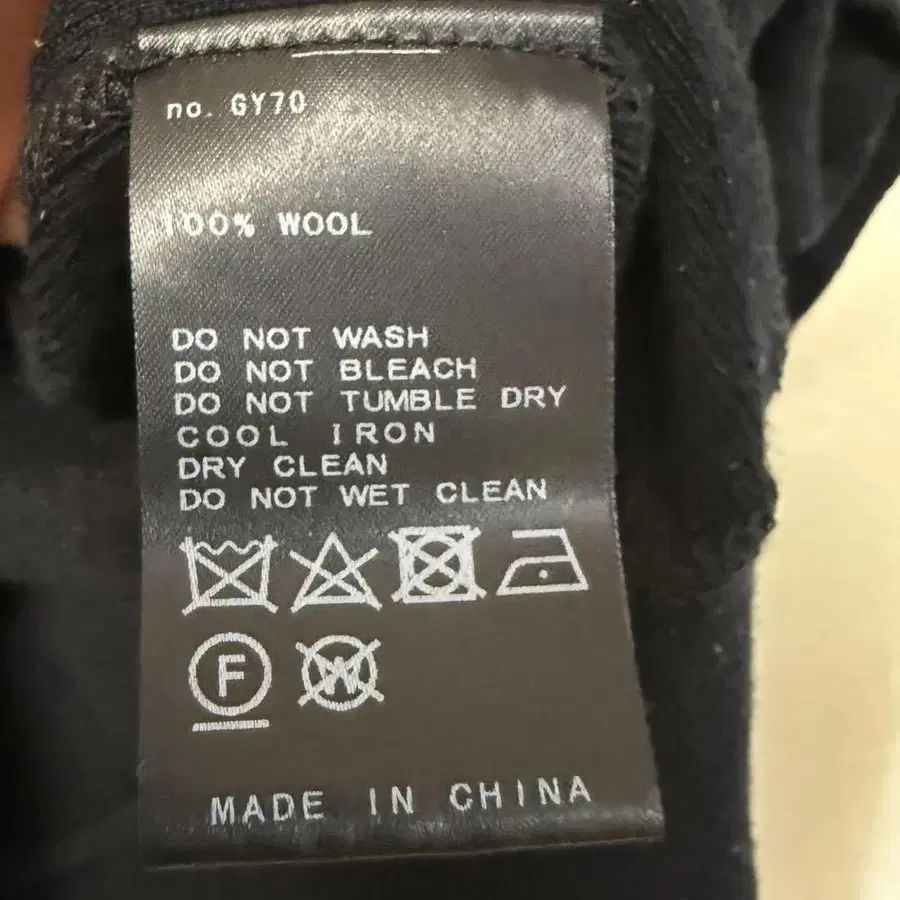 no. GY70
100% WOOL
DO NOT WASH
DO NOT BLEACH
DO NOT TUMBLE DRY
COOL IRON
DRY CLEAN
DO NOT WET CLEAN
F
W
MADE IN CHINA